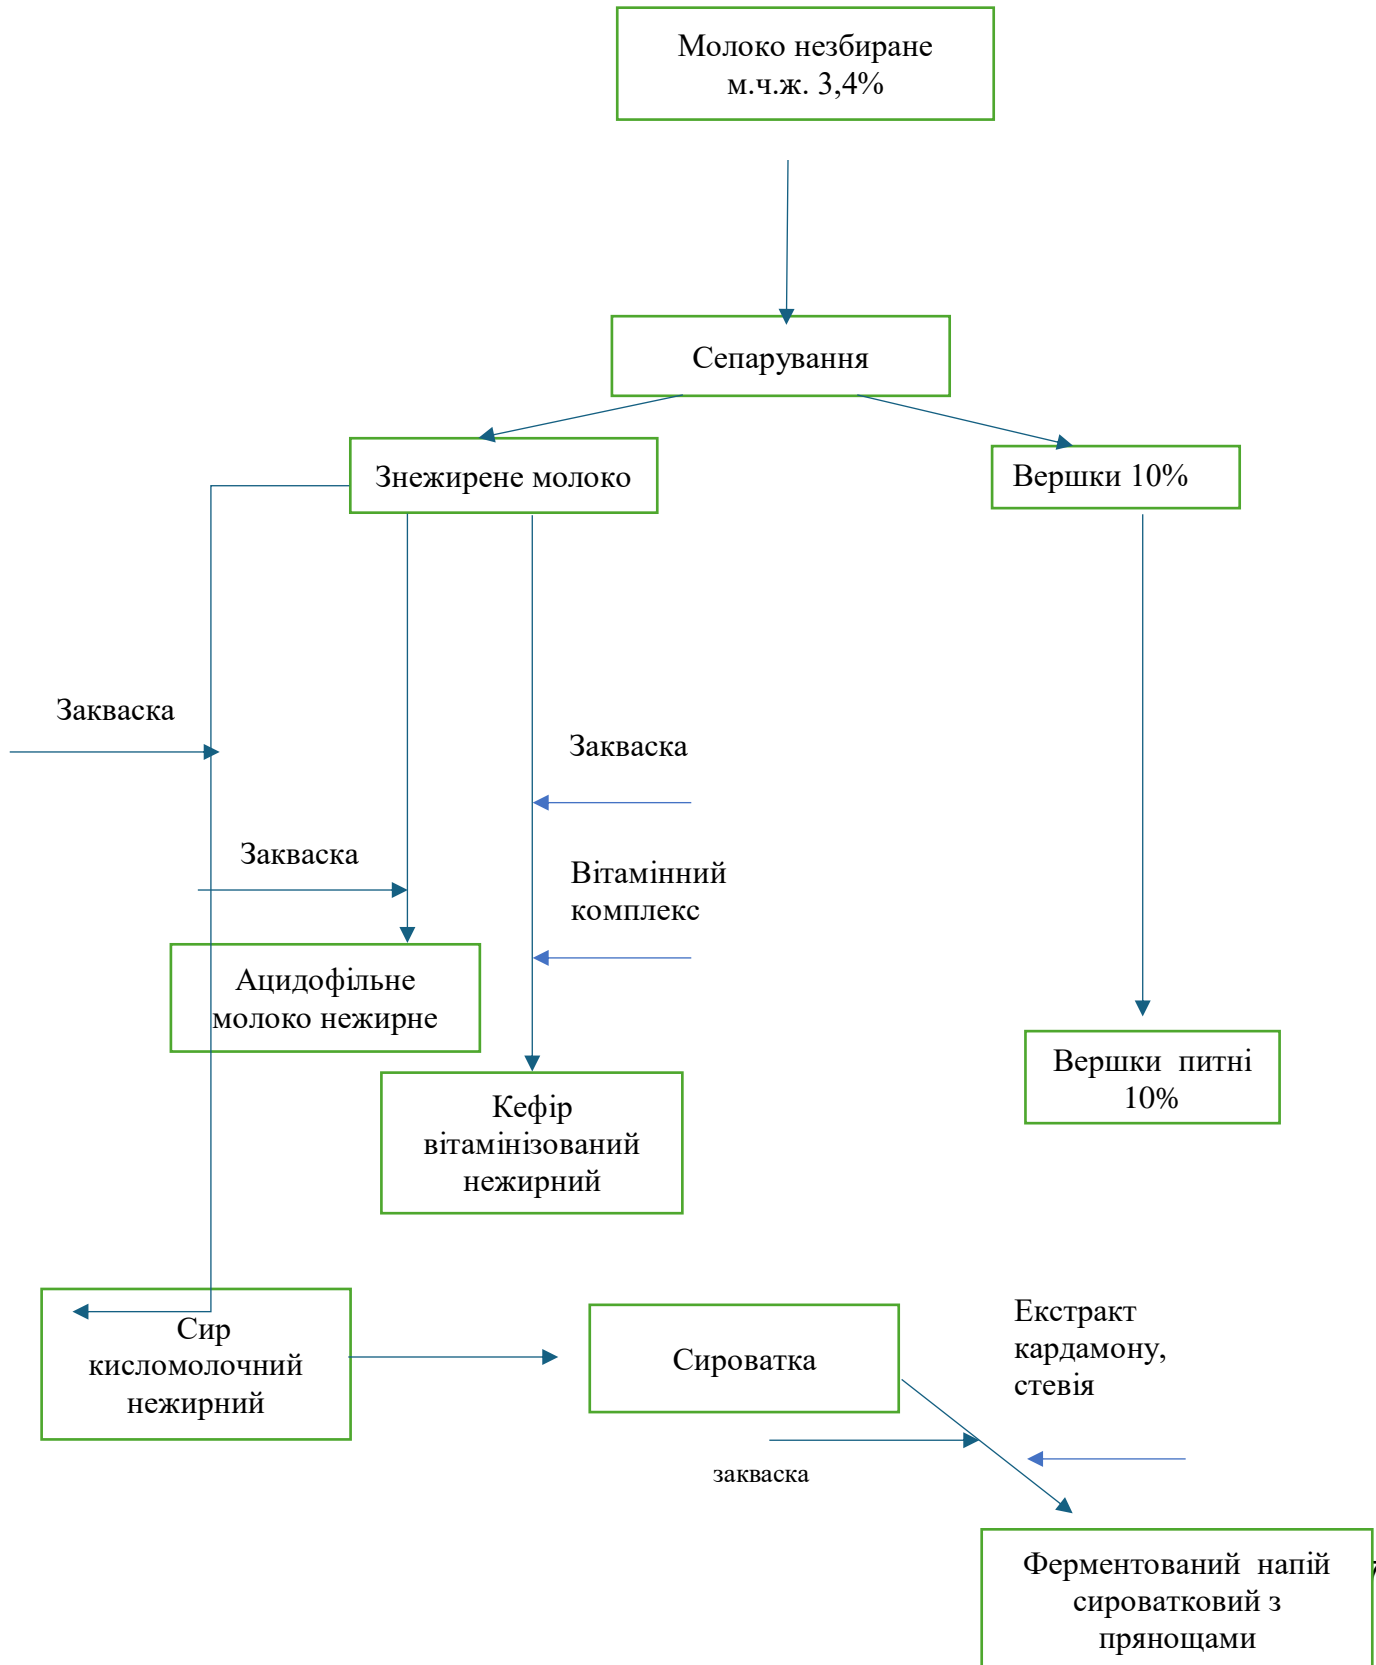 Молоко незбиране
м.ч.ж. 3,4%
Сепарування
Знежирене молоко
Вершки 10%
Закваска
Закваска
Закваска
Вітамінний
комплекс
Ацидофільне
молоко нежирне
Вершки питні
10%
Кефір
вітамінізований
нежирний
Сир
кисломолочний
нежирний
Сироватка
Екстракт
кардамону,
стевія
закваска
Ферментований напій
сироватковий з
прянощами